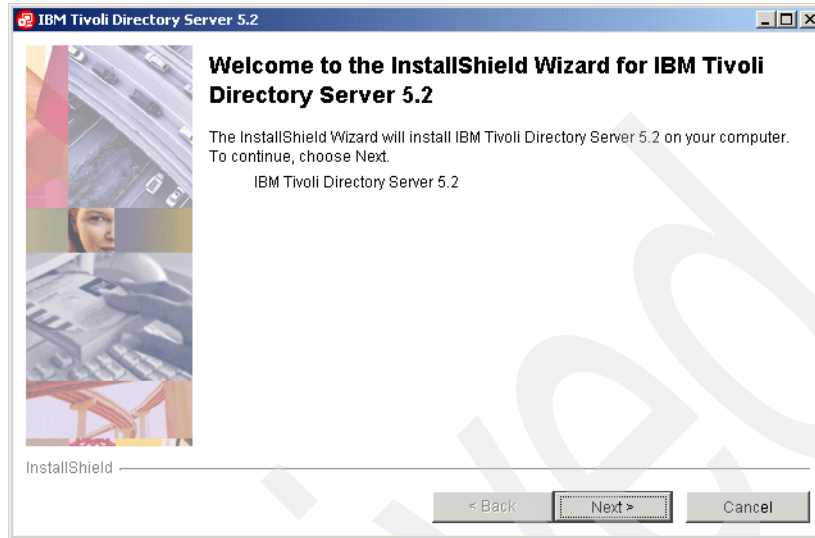 IBM Tivoli Directory Server 5.2
Welcome to the InstallShield Wizard for IBM Tivoli
Directory Server 5.2
The InstallShield Wizard will install IBM Tivoli Directory Server 5.2 on your computer.
To continue, choose Next.
IBM Tivoli Directory Server 5.2
InstallShield
< Back
Next >
Cancel